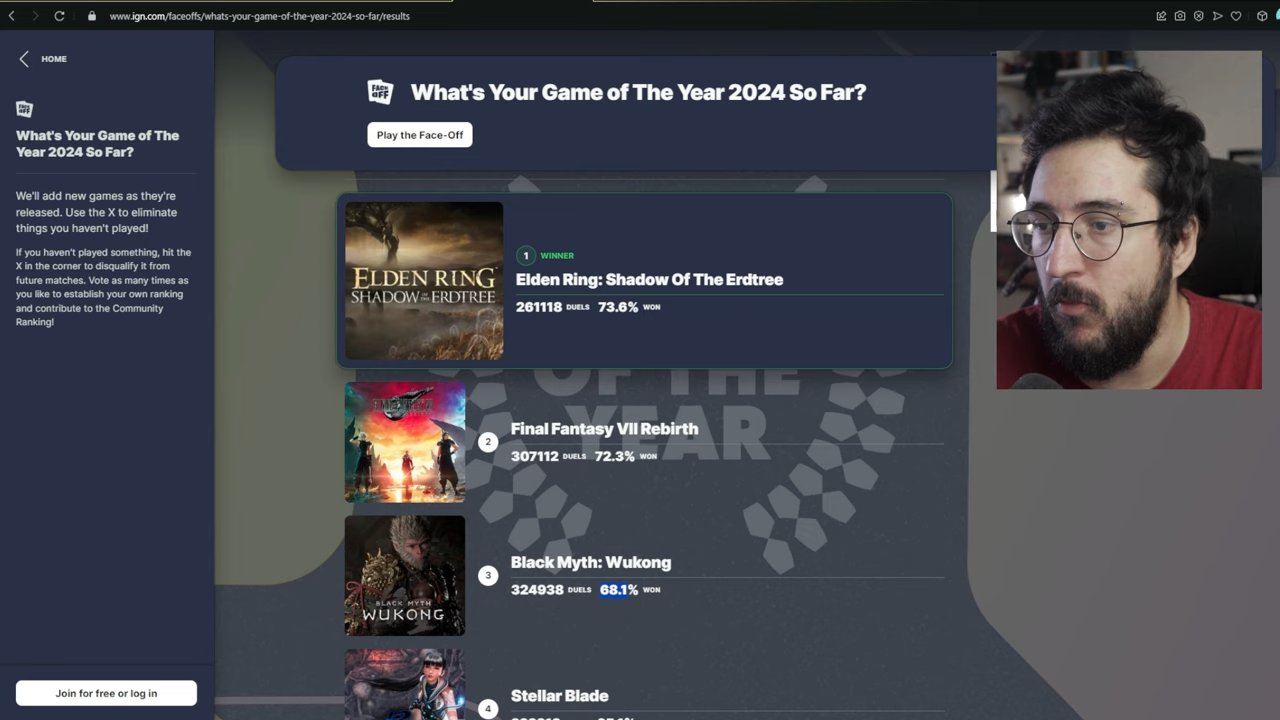 www.ign.com/faceoffs/whats-your-game-of-the-year-2024-so-far/results
HOME
FACE OFF
What's Your Game of The
Year 2024 So Far?
We'll add new games as they're
released. Use the X to eliminate
things you haven't played!
If you haven't played something, hit the
X in the corner to disqualify it from
future matches. Vote as many times as
you like to establish your own ranking
and contribute to the Community
Ranking!
Join for free or log in
FACE
OFF
What's Your Game of The Year 2024 So Far?
Play the Face-Off
ELDEN RING
SHADOW OF THE ERDTREE
1 WINNER
Elden Ring: Shadow Of The Erdtree
261118 DUELS 73.6% WON
OF THE
YEAR
2
Final Fantasy VII Rebirth
307112 DUELS 72.3% WON
BLACK MYTH
WUKONG
3
Black Myth: Wukong
324938 DUELS 68.1% WON
4
Stellar Blade